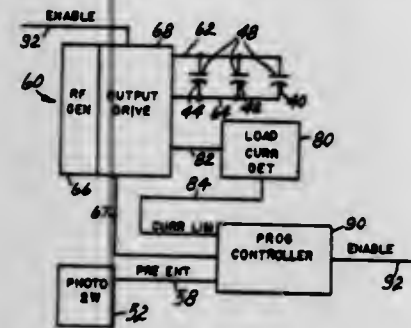 ENABLE
92
68
62
48
60
RF GEN
OUTPUT DRIVE
44
64
40
82
LOAD CURR DET
80
66
84
67
CURR LIM
90
PROG CONTROLLER
ENABLE
92
PHOTO SW
PRE ENT
58
52